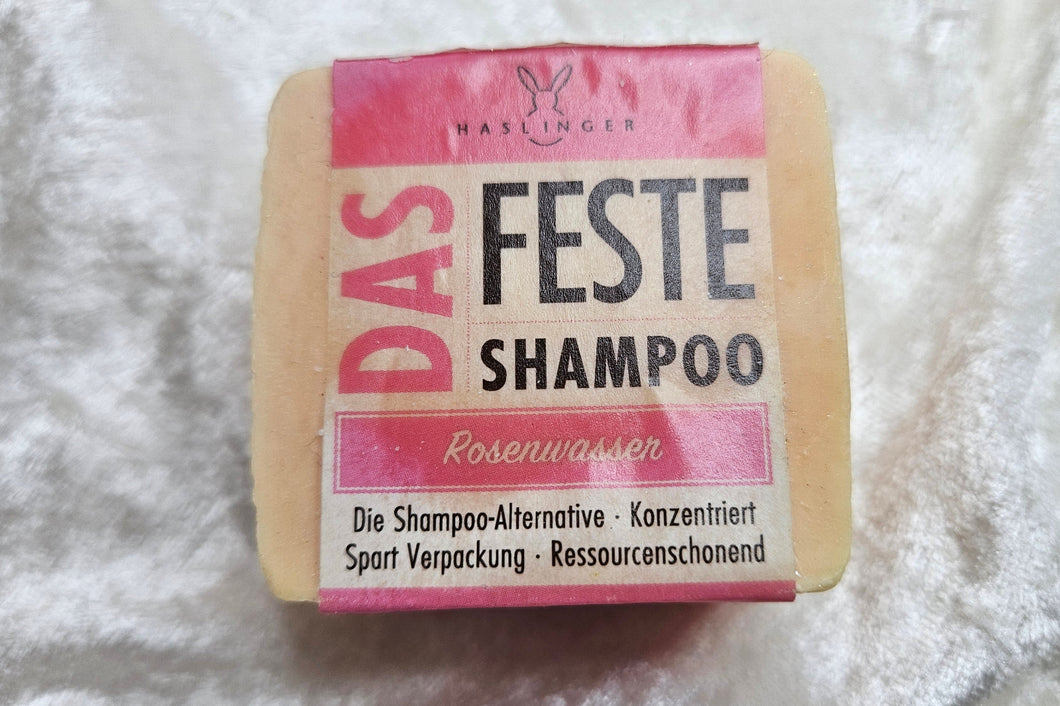 HASLINGER
DAS
FESTE
SHAMPOO
Rosenwasser
Die Shampoo-Alternative · Konzentriert
Spart Verpackung · Ressourcenschonend